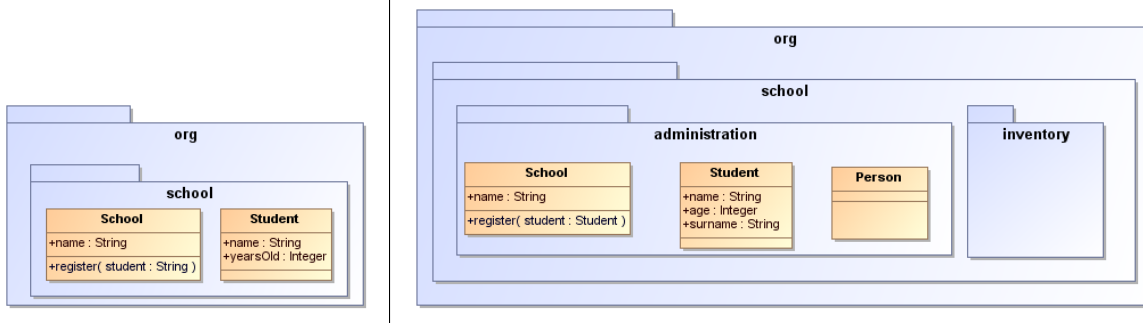 org
school
School
+name : String
+register( student : String )
Student
+name : String
+yearsOld : Integer
org
school
administration
School
+name : String
+register( student : Student )
Student
+name : String
+age : Integer
+surname : String
Person
inventory